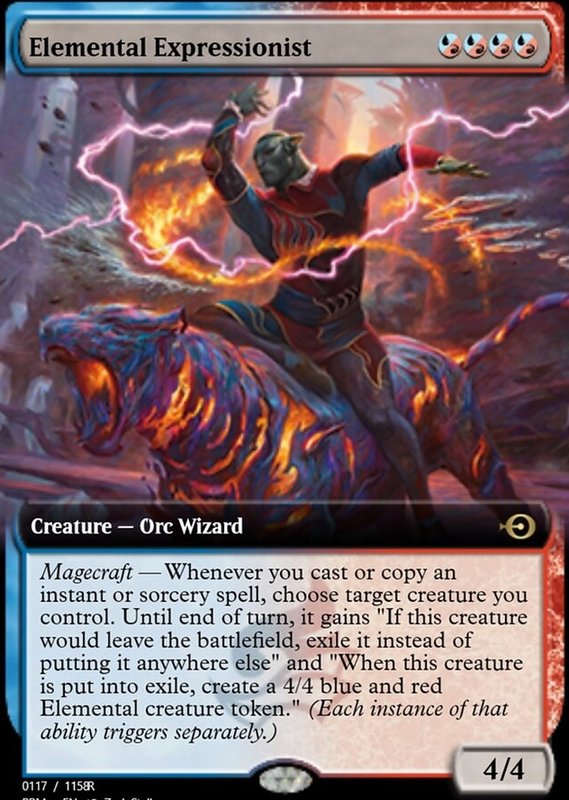 Elemental Expressionist
Creature — Orc Wizard
Magecraft — Whenever you cast or copy an
instant or sorcery spell, choose target creature you
control. Until end of turn, it gains "If this creature
would leave the battlefield, exile it instead of
putting it anywhere else" and "When this creature
is put into exile, create a 4/4 blue and red
Elemental creature token." (Each instance of that
ability triggers separately.)
4/4
0117 / 1158R